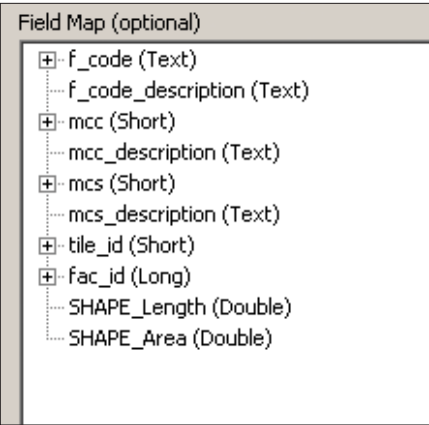 Field Map (optional)
f_code (Text)
f_code_description (Text)
mcc (Short)
mcc_description (Text)
mcs (Short)
mcs_description (Text)
tile_id (Short)
fac_id (Long)
SHAPE_Length (Double)
SHAPE_Area (Double)